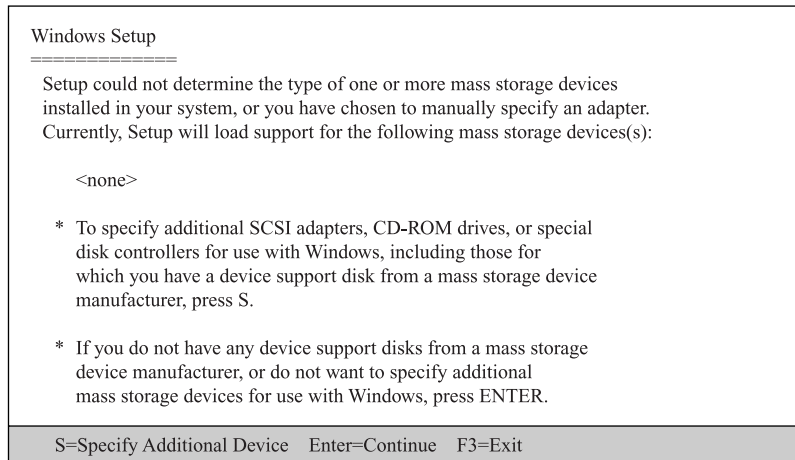 Windows Setup
=============
Setup could not determine the type of one or more mass storage devices
installed in your system, or you have chosen to manually specify an adapter.
Currently, Setup will load support for the following mass storage devices(s):
<none>
* To specify additional SCSI adapters, CD-ROM drives, or special
disk controllers for use with Windows, including those for
which you have a device support disk from a mass storage device
manufacturer, press S.
* If you do not have any device support disks from a mass storage
device manufacturer, or do not want to specify additional
mass storage devices for use with Windows, press ENTER.
S=Specify Additional Device Enter=Continue F3=Exit